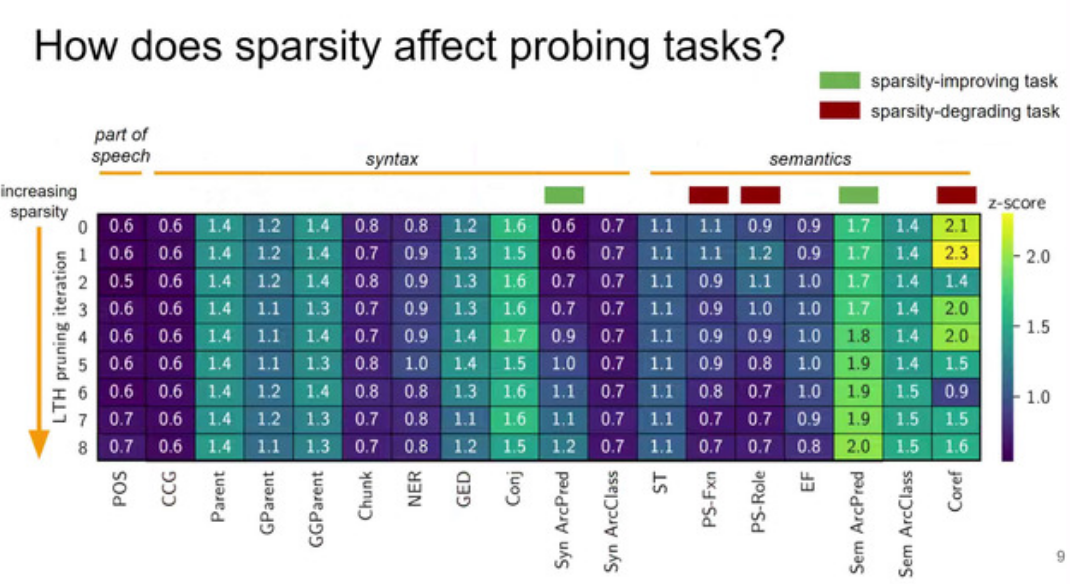 How does sparsity affect probing tasks?
sparsity-improving task
sparsity-degrading task
part of
speech
syntax
semantics
increasing
sparsity
z-score
LTH pruning iteration
0 0.6 0.6 1.4 1.2 1.4 0.8 0.8 1.2 1.6 0.6 0.7 1.1 1.1 0.9 0.9 1.7 1.4 2.1
1 0.6 0.6 1.4 1.2 1.4 0.7 0.9 1.3 1.5 0.6 0.7 1.1 1.1 1.2 0.9 1.7 1.4 2.3
2 0.5 0.6 1.4 1.2 1.4 0.8 0.9 1.3 1.6 0.7 0.7 1.1 0.9 1.1 1.0 1.7 1.4 1.4
3 0.6 0.6 1.4 1.1 1.3 0.7 0.9 1.3 1.6 0.7 0.7 1.1 0.9 1.0 1.0 1.7 1.4 2.0
4 0.6 0.6 1.4 1.1 1.4 0.7 0.9 1.4 1.7 0.9 0.7 1.1 0.9 0.9 1.0 1.8 1.4 2.0
5 0.6 0.6 1.4 1.1 1.3 0.8 1.0 1.4 1.5 1.0 0.7 1.1 0.9 0.8 1.0 1.9 1.4 1.5
6 0.6 0.6 1.4 1.2 1.4 0.8 0.8 1.3 1.6 1.1 0.7 1.1 0.8 0.7 1.0 1.9 1.5 0.9
7 0.7 0.6 1.4 1.2 1.3 0.7 0.8 1.1 1.6 1.1 0.7 1.1 0.7 0.7 0.9 1.9 1.5 1.5
8 0.7 0.6 1.4 1.1 1.3 0.7 0.8 1.2 1.5 1.2 0.7 1.1 0.7 0.7 0.8 2.0 1.5 1.6
2.0
1.5
1.0
POS
CCG
Parent
GParent
GGParent
Chunk
NER
GED
Conj
Syn ArcPred
Syn ArcClass
ST
PS-Fxn
PS-Role
EF
Sem ArcPred
Sem ArcClass
Coref
9